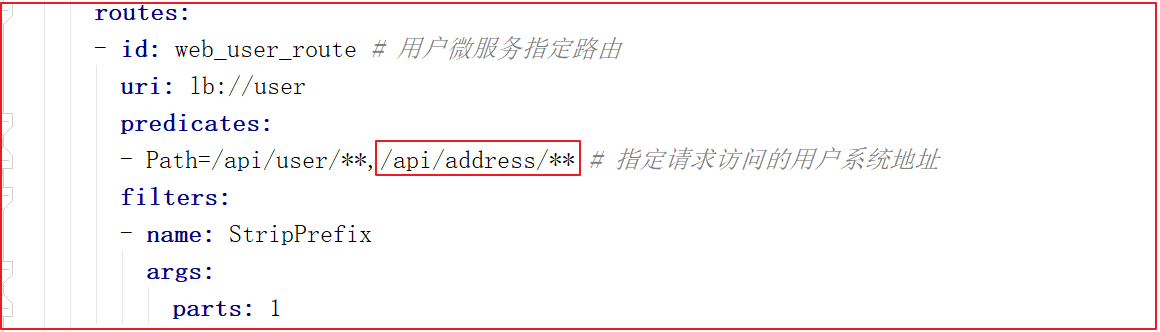 routes:
- id: web_user_route # 用户微服务指定路由
uri: lb://user
predicates:
- Path=/api/user/**,/api/address/** # 指定请求访问的用户系统地址
filters:
- name: StripPrefix
args:
parts: 1